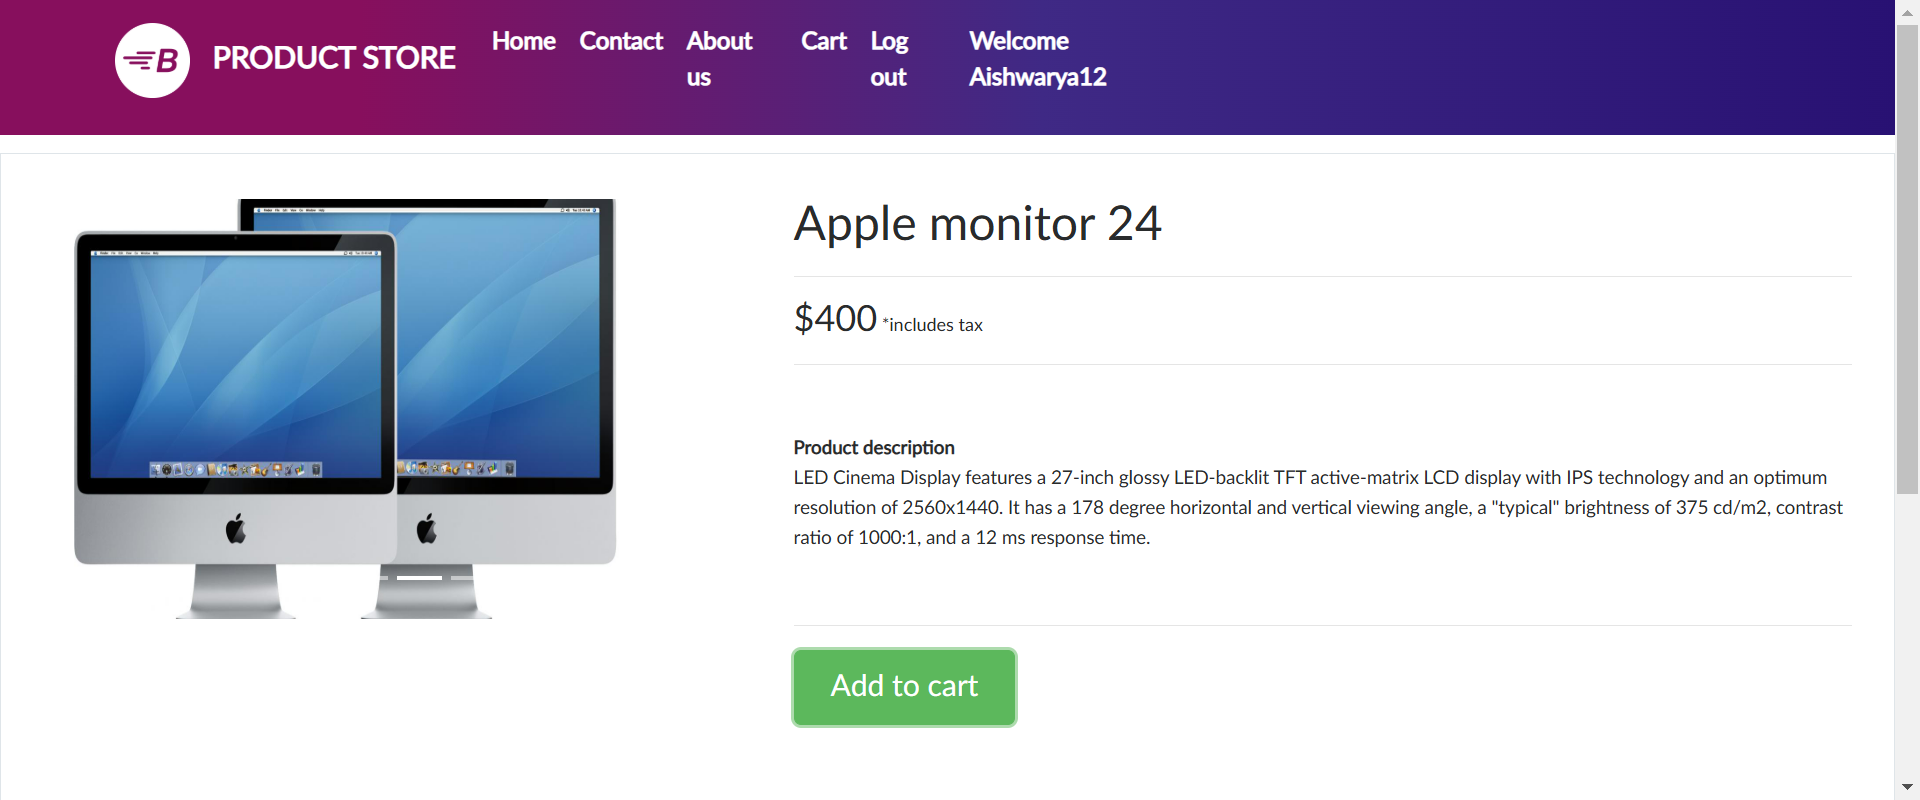 B PRODUCT STORE Home Contact About us Cart Log out Welcome Aishwarya12
Apple monitor 24
$400 *includes tax
Product description
LED Cinema Display features a 27-inch glossy LED-backlit TFT active-matrix LCD display with IPS technology and an optimum
resolution of 2560x1440. It has a 178 degree horizontal and vertical viewing angle, a "typical" brightness of 375 cd/m2, contrast
ratio of 1000:1, and a 12 ms response time.
Add to cart